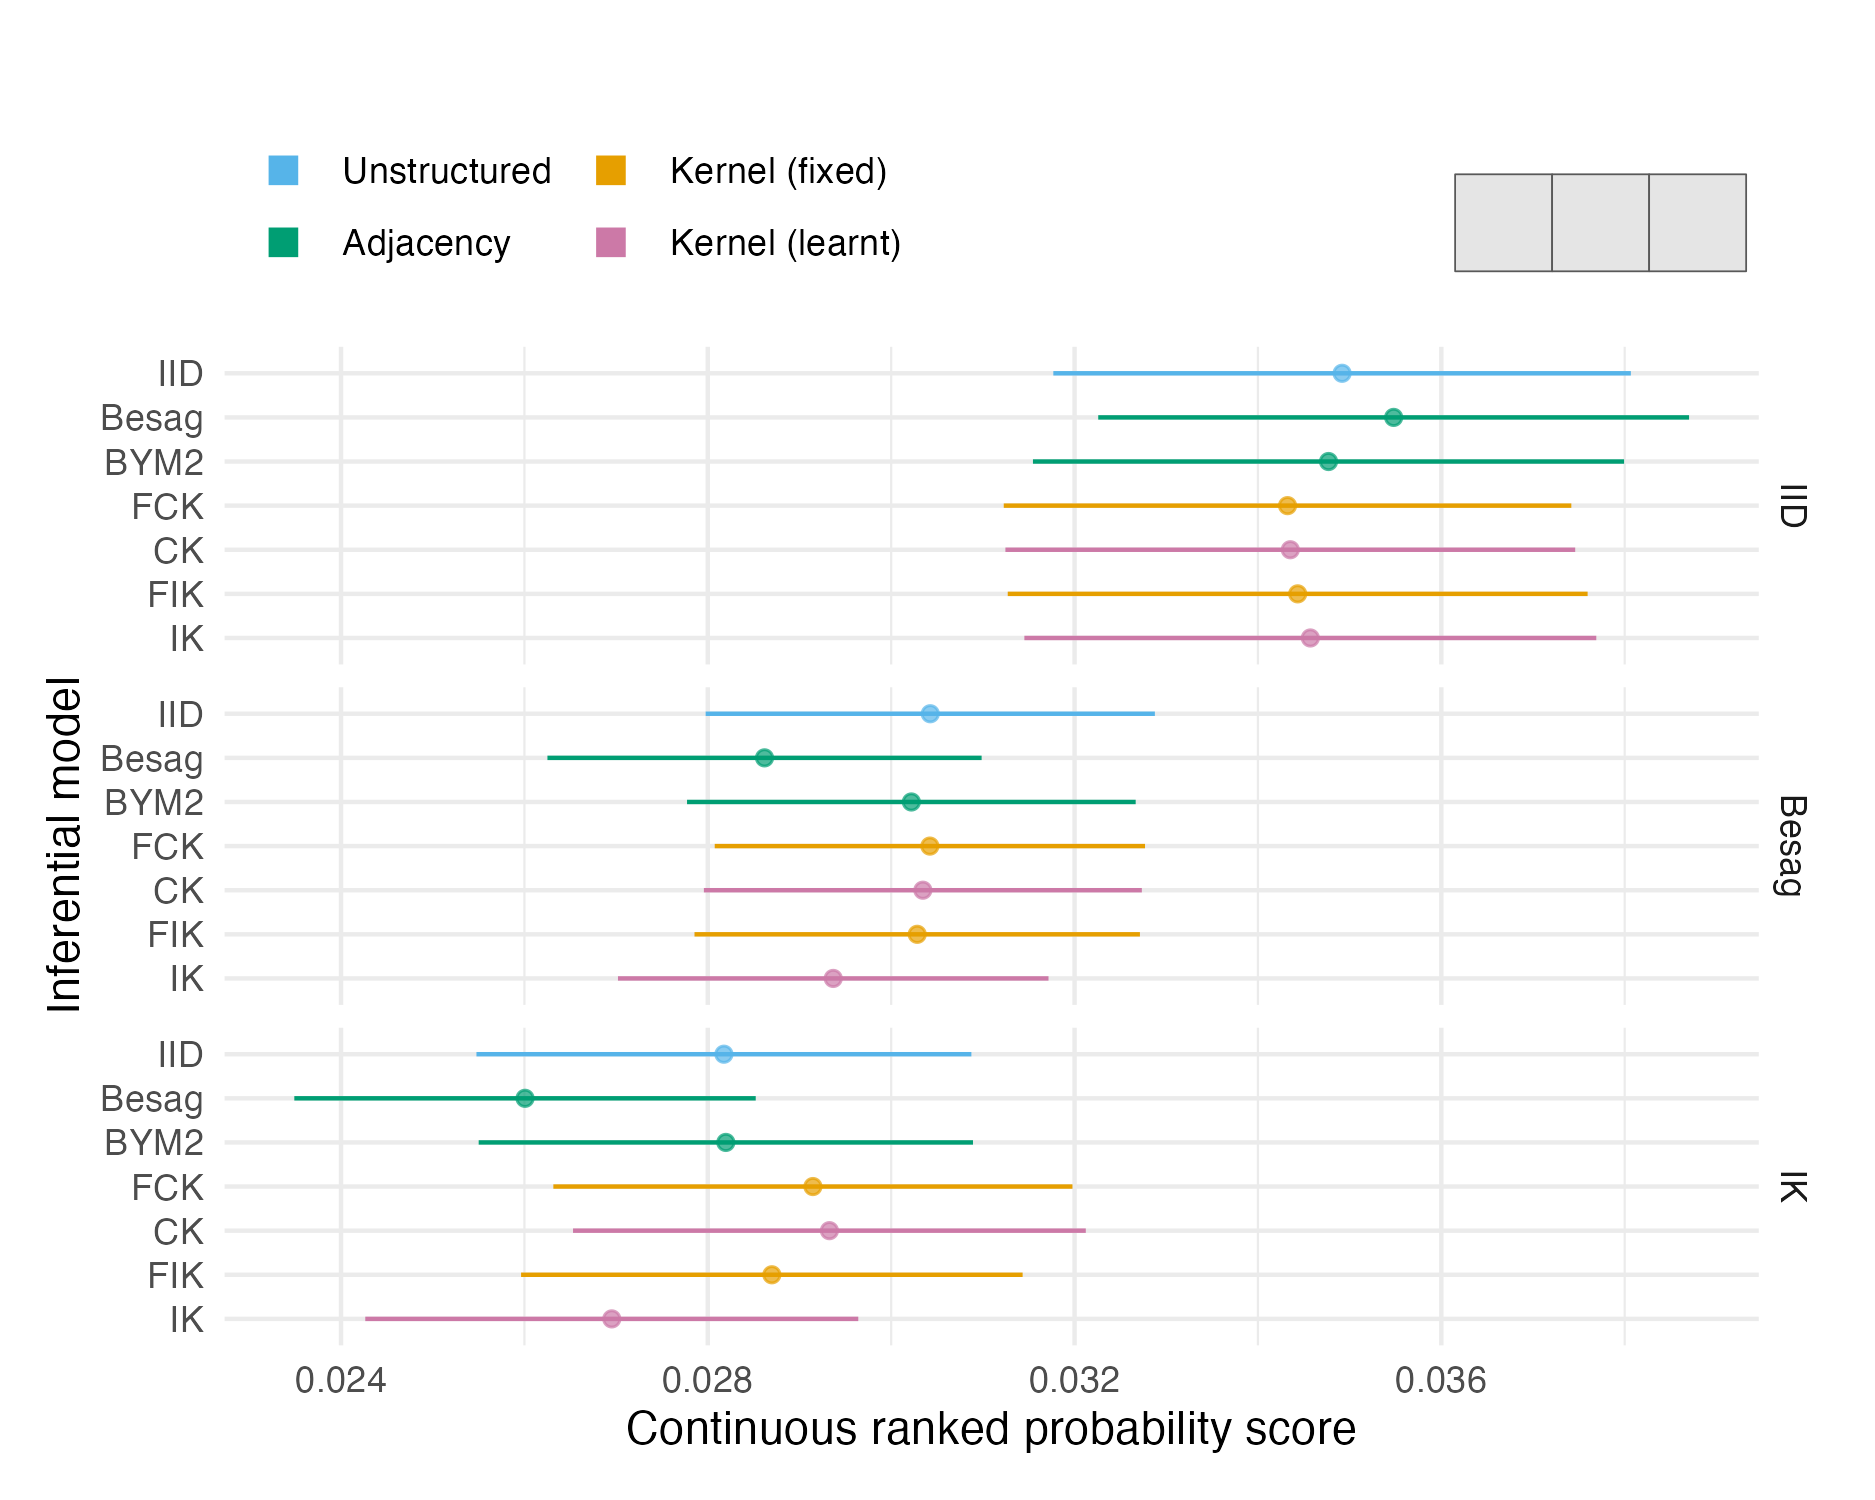 Unstructured
Kernel (fixed)
Adjacency
Kernel (learnt)
IID
Besag
BYM2
FCK
CK
FIK
IK
IID
IID
Besag
BYM2
FCK
CK
FIK
IK
Besag
IID
Besag
BYM2
FCK
CK
FIK
IK
IK
Inferential model
0.024
0.028
0.032
0.036
Continuous ranked probability score